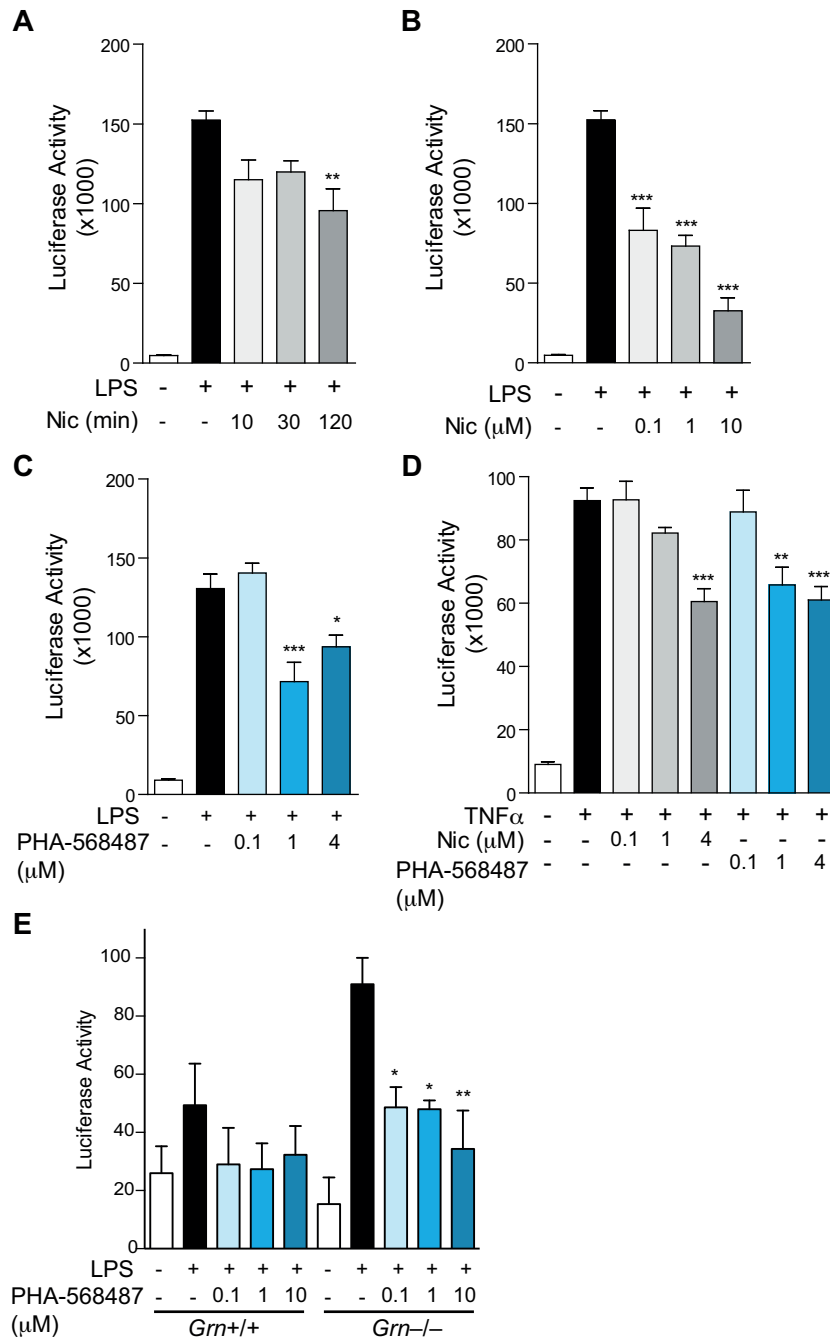 A
Luciferase Activity
(x1000)
200
150
100
50
0
**
LPS - + + + +
Nic (min) - - 10 30 120
B
Luciferase Activity
(x1000)
200
150
100
50
0
***
***
***
LPS - + + + +
Nic (μM) - - 0.1 1 10
C
Luciferase Activity
(x1000)
200
150
100
50
0
***
*
LPS - + + + +
PHA-568487 - - 0.1 1 4
(μM)
D
Luciferase Activity
(x1000)
100
80
60
40
20
0
***
**
***
TNFα - + + + + + + +
Nic (μM) - - 0.1 1 4 - - -
PHA-568487 - - - - - 0.1 1 4
(μM)
E
Luciferase Activity
100
80
60
40
20
0
*
*
**
LPS - + + + + - + + + +
PHA-568487 - - 0.1 1 10 - - 0.1 1 10
(μM)
Grn+/+ Grn–/–